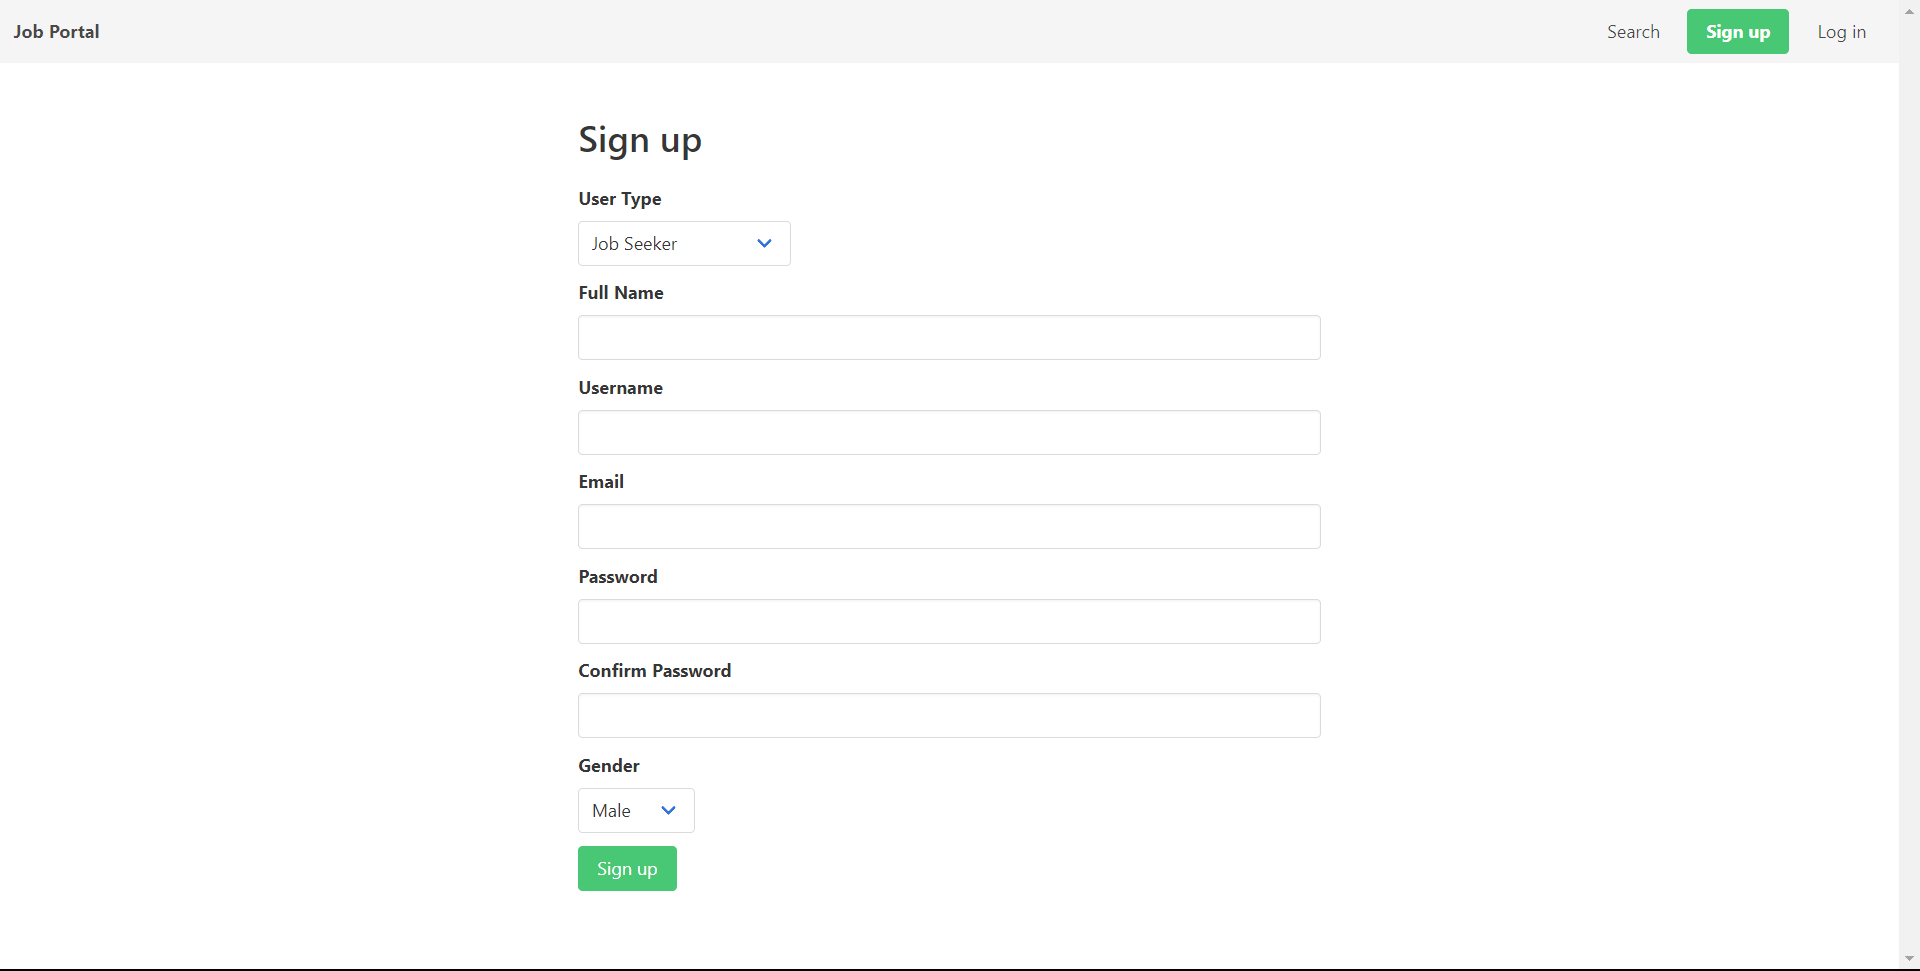 Job Portal Search Sign up Log in
Sign up
User Type
Job Seeker
Full Name
Username
Email
Password
Confirm Password
Gender
Male
Sign up